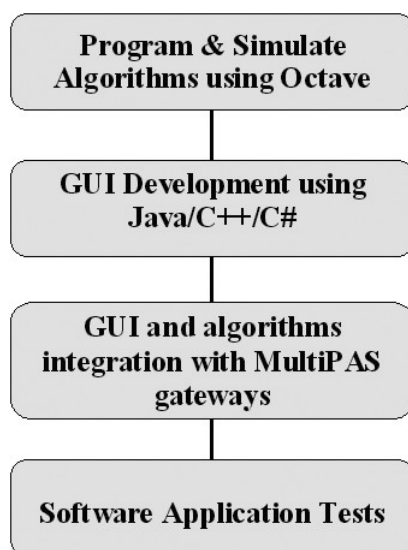 Program & Simulate
Algorithms using Octave
GUI Development using
Java/C++/C#
GUI and algorithms
integration with MultiPAS
gateways
Software Application Tests